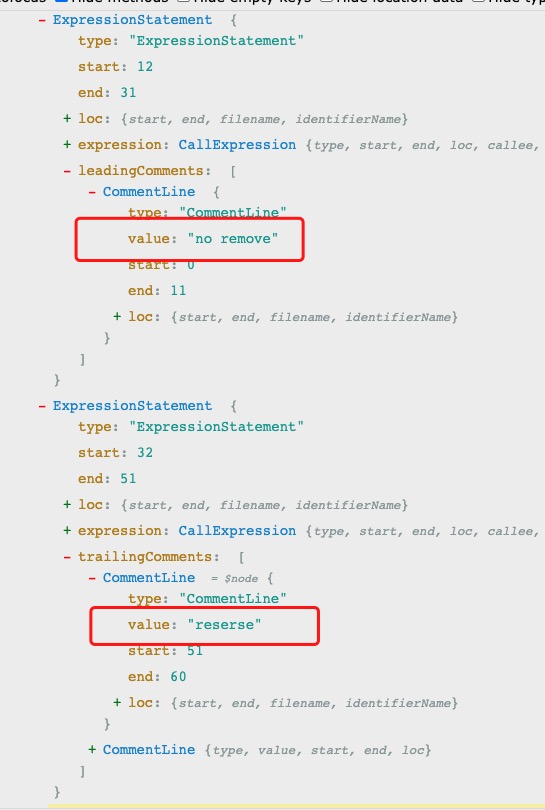 Hide methods
Hide empty keys
Hide location data
- ExpressionStatement {
type: "ExpressionStatement"
start: 12
end: 31
+ loc: {start, end, filename, identifierName}
+ expression: CallExpression {type, start, end, loc, callee,
- leadingComments: [
- CommentLine {
type: "CommentLine"
value: "no remove"
start: 0
end: 11
+ loc: {start, end, filename, identifierName}
}
]
}
- ExpressionStatement {
type: "ExpressionStatement"
start: 32
end: 51
+ loc: {start, end, filename, identifierName}
+ expression: CallExpression {type, start, end, loc, callee,
- trailingComments: [
- CommentLine = $node {
type: "CommentLine"
value: "reserse"
start: 51
end: 60
+ loc: {start, end, filename, identifierName}
}
+ CommentLine {type, value, start, end, loc}
]
}